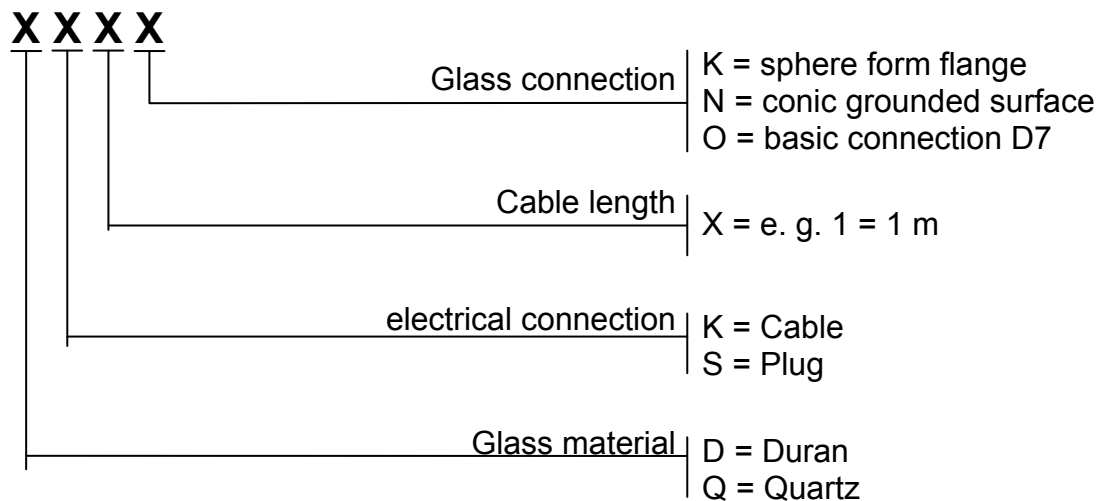 X X X X
Glass connection
K = sphere form flange
N = conic grounded surface
O = basic connection D7
Cable length
X = e. g. 1 = 1 m
electrical connection
K = Cable
S = Plug
Glass material
D = Duran
Q = Quartz